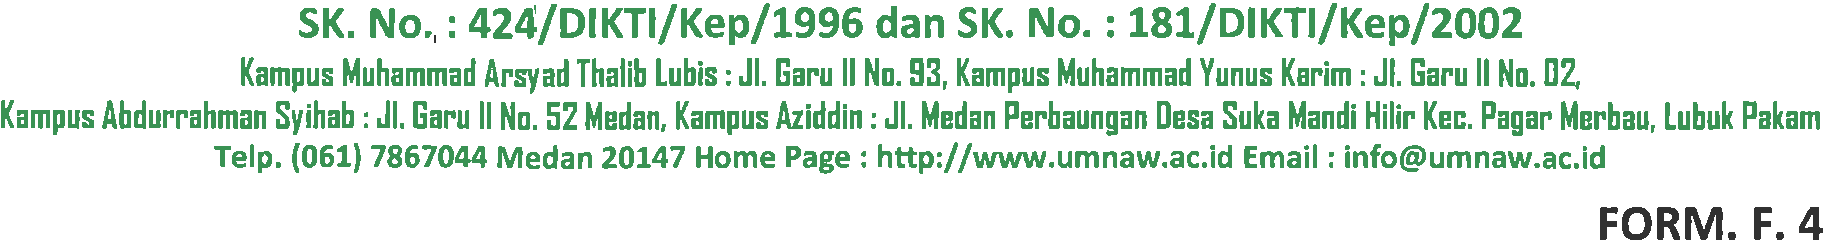 SK. No. : 424/DIKTI/Kep/1996 dan SK. No. : 181/DIKTI/Kep/2002
Kampus Muhammad Arsyad Thalib Lubis : Jl. Garu II No. 93, Kampus Muhammad Yunus Karim : Jl. Garu II No. 02,
Kampus Abdurrahman Syihab : Jl. Garu II No. 52 Medan, Kampus Aziddin : Jl. Medan Perbaungan Desa Suka Mandi Hilir Kec. Pagar Merbau, Lubuk Pakam
Telp. (061) 7867044 Medan 20147 Home Page : http://www.umnaw.ac.id Email : info@umnaw.ac.id
FORM. F. 4